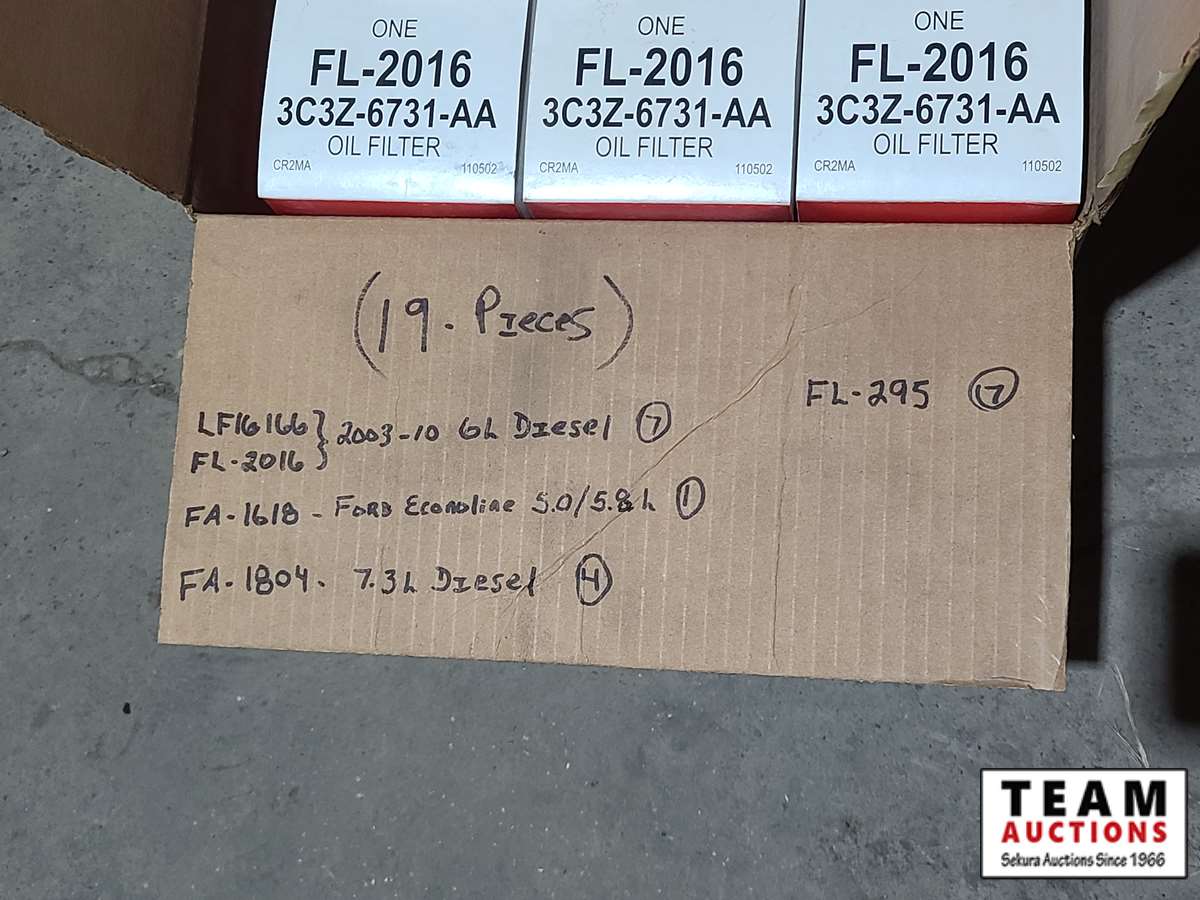 ONE
FL-2016
3C3Z-6731-AA
OIL FILTER
CR2MA 110502
ONE
FL-2016
3C3Z-6731-AA
OIL FILTER
CR2MA 110502
ONE
FL-2016
3C3Z-6731-AA
OIL FILTER
CR2MA 110502
(19. Pieces)
LF16166
FL-2016 } 2003-10 6L Diesel 7
FA-1618 - Ford Econoline 5.0/5.8L 1
FA-1804. 7.3L Diesel 4
FL-295
TEAM
AUCTIONS
Sekura Auctions Since 1966